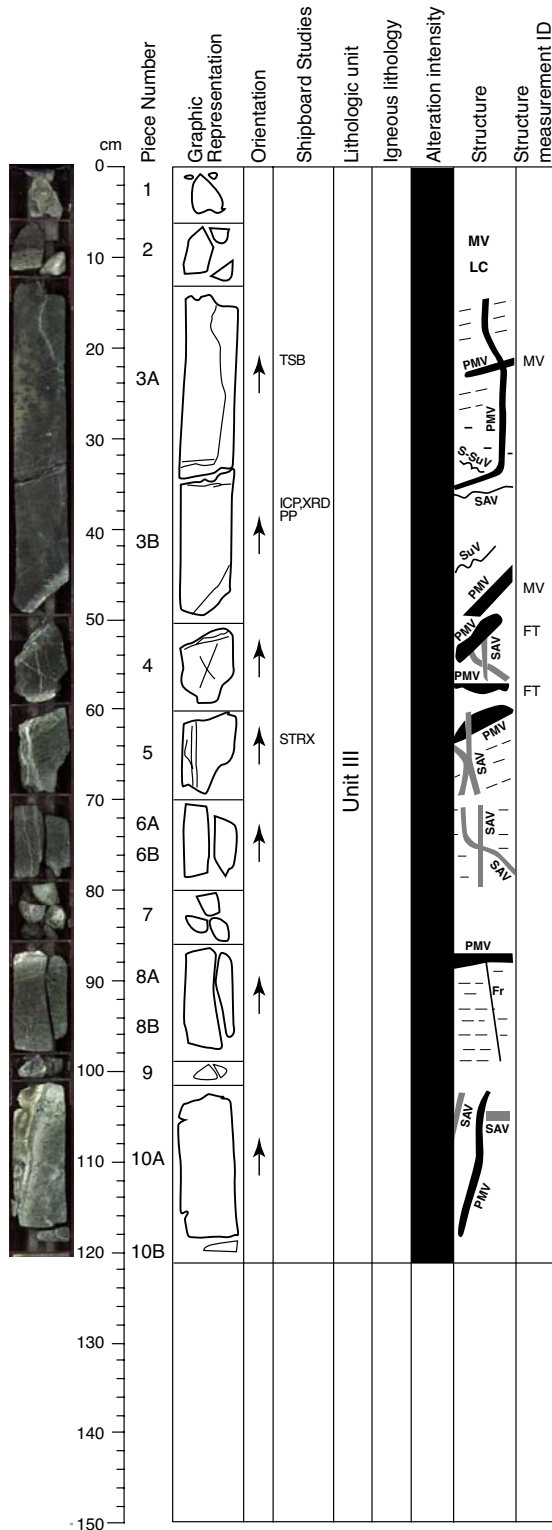 cm
Piece Number
Graphic
Representation
Orientation
Shipboard Studies
Lithologic unit
Igneous lithology
Alteration intensity
Structure
Structure
measurement ID
0
1
2
10
MV
LC
20
TSB
PMV
MV
3A
PMV
30
S-SuV
SAV
ICP,XRD
PP
40
3B
SuV
PMV
MV
50
PMV
FT
4
SAV
PMV
FT
60
5
STRX
PMV
SAV
Unit III
70
6A
SAV
6B
SAV
80
7
PMV
90
8A
Fr
8B
100
9
SAV
SAV
110
10A
PMV
120
10B
130
140
150